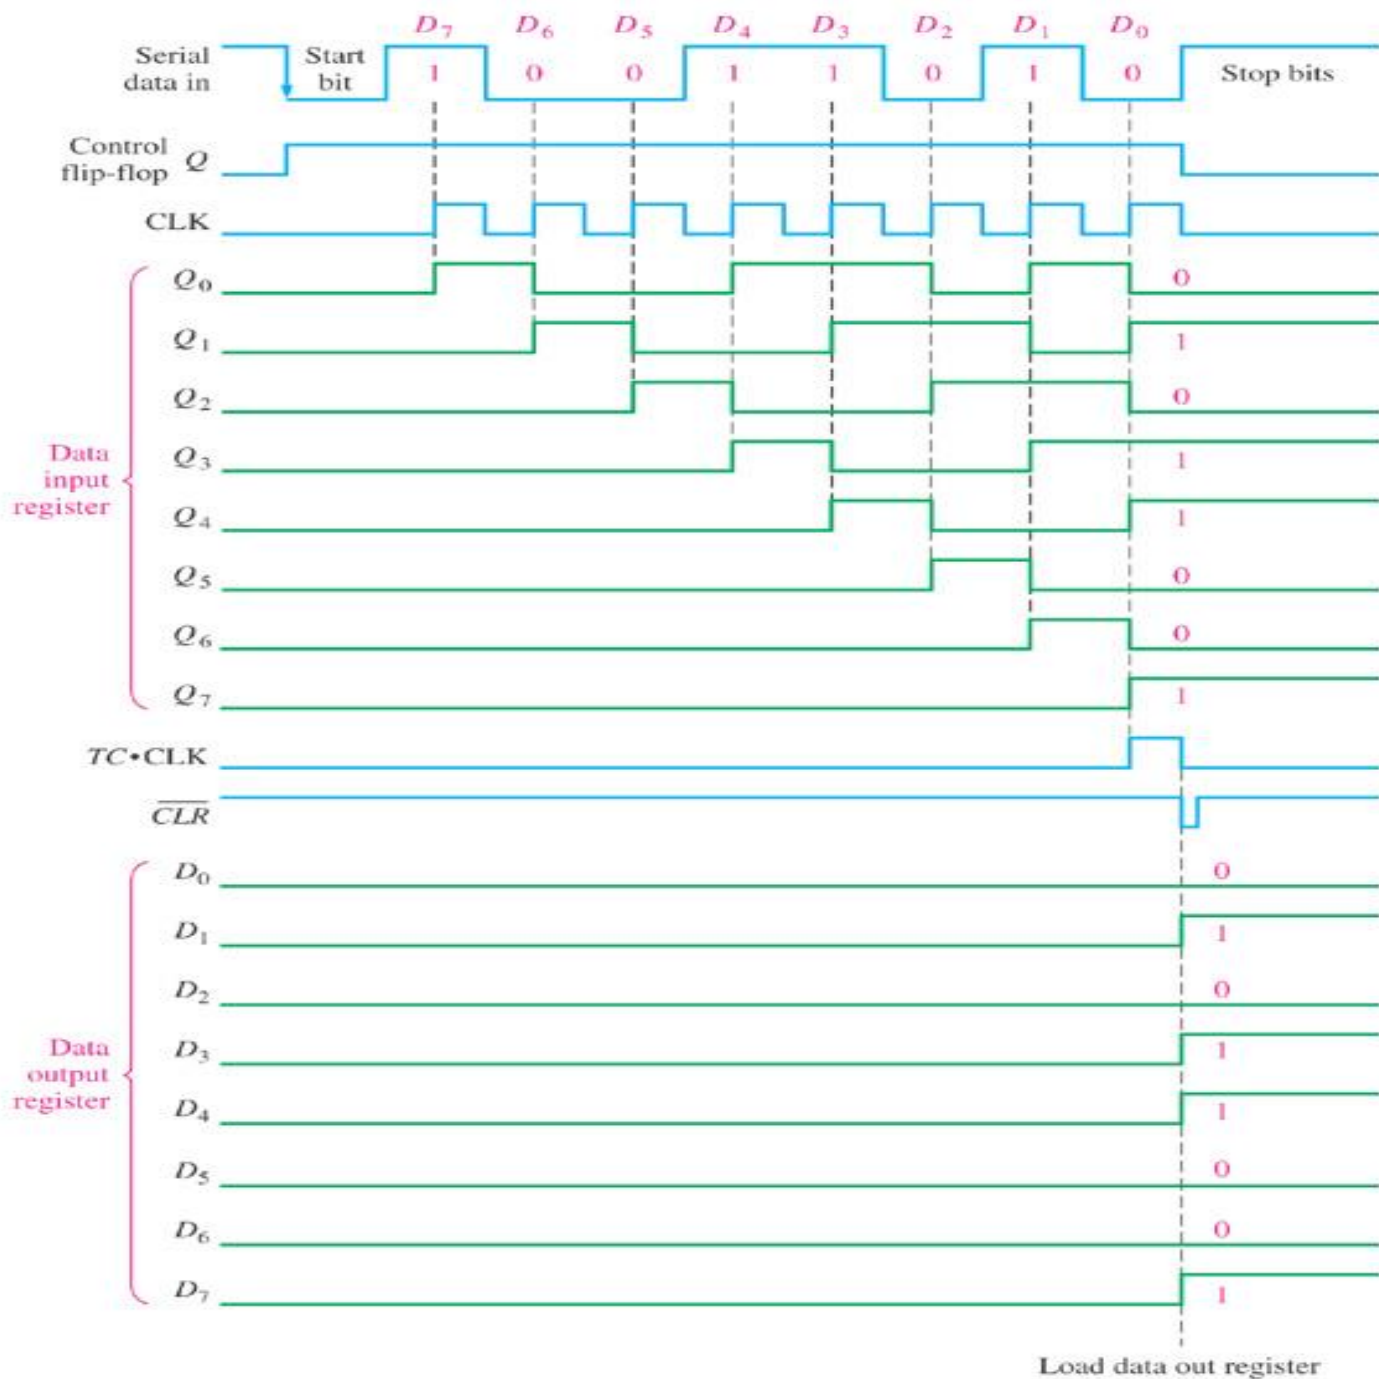 D7 D6 D5 D4 D3 D2 D1 D0
Serial data in
Start bit
1 0 0 1 1 0 1 0
Stop bits
Control flip-flop Q
CLK
Data input register
Q0 0
Q1 1
Q2 0
Q3 1
Q4 1
Q5 0
Q6 0
Q7 1
TC•CLK
C̅L̅R̅
Data output register
D0 0
D1 1
D2 0
D3 1
D4 1
D5 0
D6 0
D7 1
Load data out register